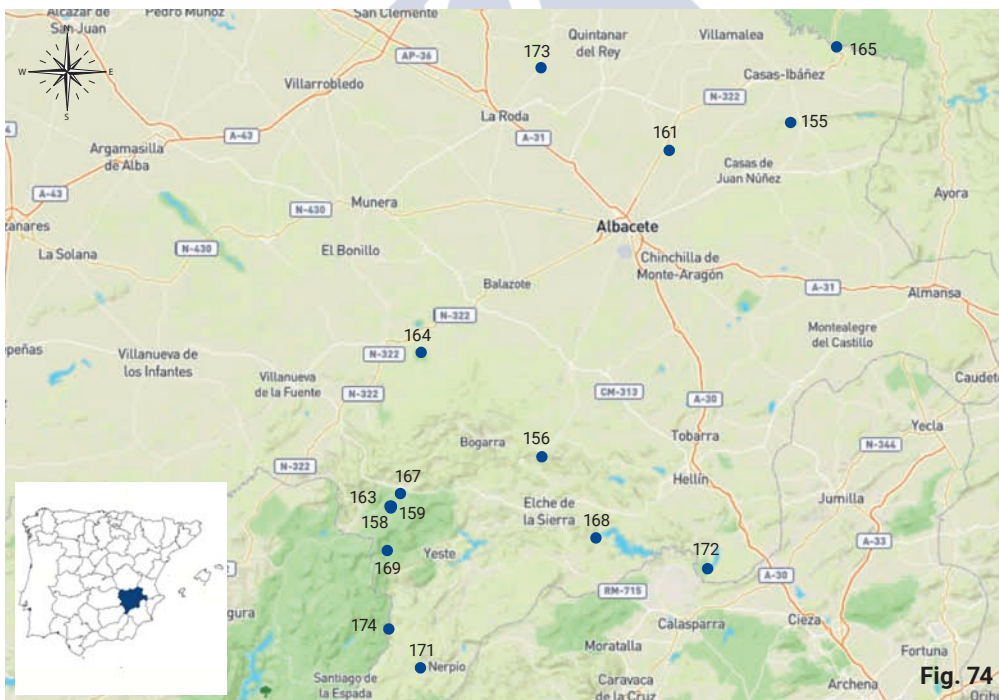 Alcázar de
San Juan
Pedro Muñoz
San Clemente
N
W
E
S
AP-36
173
Quintanar
del Rey
Villamalea
165
Casas-Ibáñez
Villarrobledo
N-322
La Roda
155
A-43
A-31
161
Argamasilla
de Alba
Casas de
Juan Núñez
A-43
Munera
N-430
Ayora
Albacete
N-430
El Bonillo
La Solana
Chinchilla de
Monte-Aragón
Balazote
A-31
Almansa
N-322
164
Montealegre
del Castillo
N-322
Villanueva de
los Infantes
Villanueva
de la Fuente
N-322
CM-313
A-30
Caudet
Yecla
Bogarra
156
Tobarra
N-344
N-322
Hellín
167
163
159
158
Elche de
la Sierra
Jumilla
168
A-33
Yeste
172
169
A-30
RM-715
gura
Calasparra
Cieza
174
Moratalla
171
Nerpio
Fortuna
Santiago de
la Espada
Caravaca
de la Cruz
Archena
Fig. 74